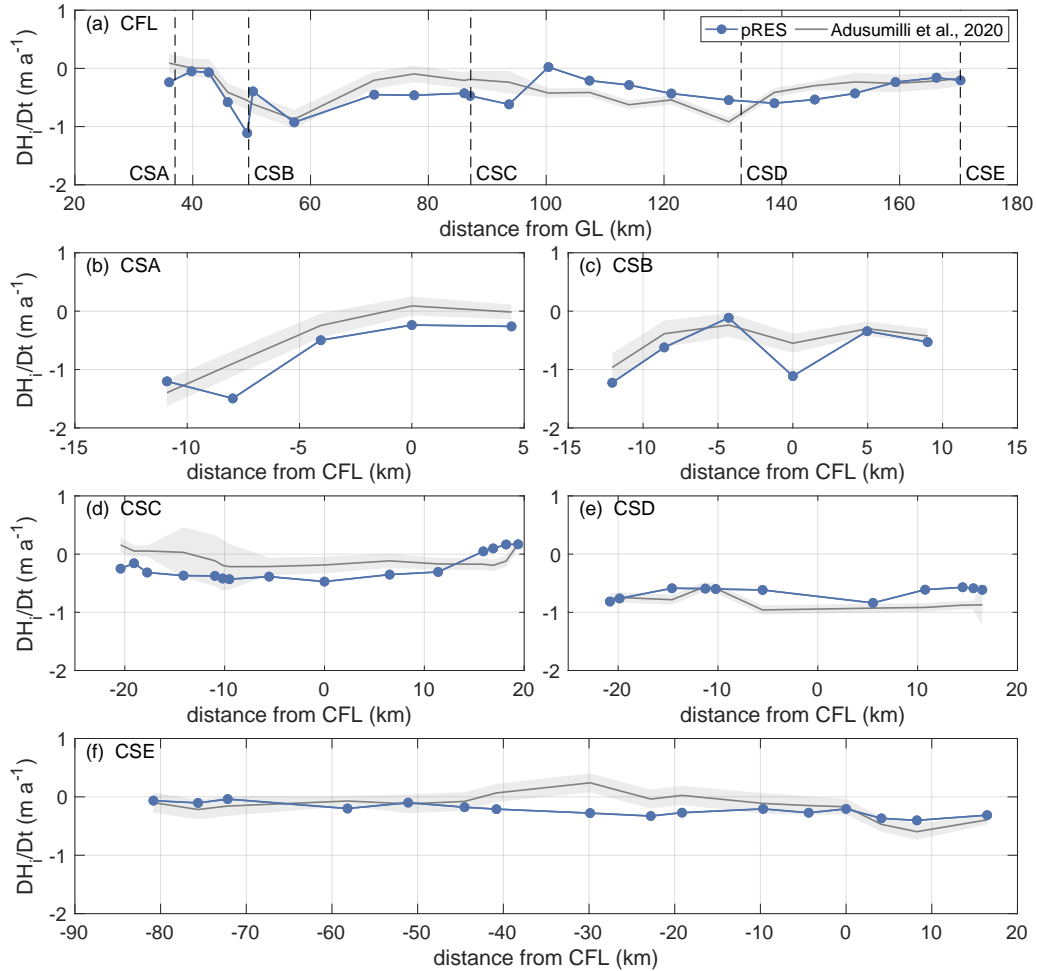 (a) CFL
pRES
Adusumilli et al., 2020
1
0
-1
-2
DH_i/Dt (m a^-1)
CSA
CSB
CSC
CSD
CSE
20 40 60 80 100 120 140 160 180
distance from GL (km)
(b) CSA
1
0
-1
-2
DH_i/Dt (m a^-1)
-15 -10 -5 0 5
distance from CFL (km)
(c) CSB
1
0
-1
-2
-15 -10 -5 0 5 10 15
distance from CFL (km)
(d) CSC
1
0
-1
-2
DH_i/Dt (m a^-1)
-20 -10 0 10 20
distance from CFL (km)
(e) CSD
1
0
-1
-2
-20 -10 0 10 20
distance from CFL (km)
(f) CSE
1
0
-1
-2
DH_i/Dt (m a^-1)
-90 -80 -70 -60 -50 -40 -30 -20 -10 0 10 20
distance from CFL (km)